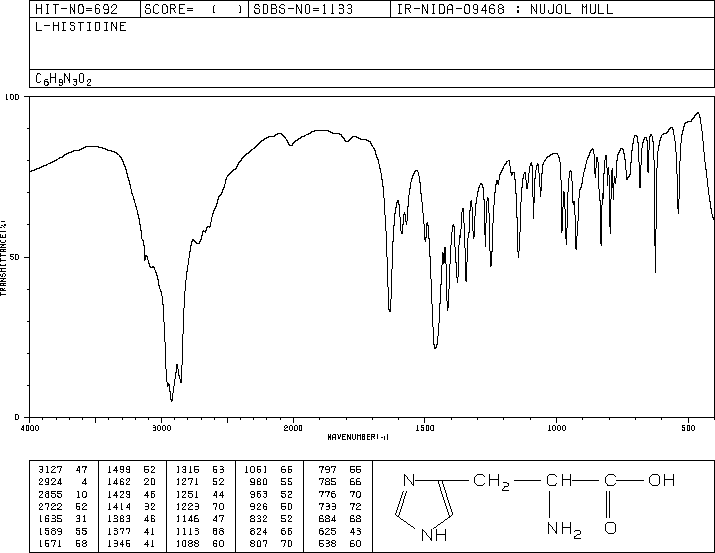 HIT-NO=692 SCORE= ( ) SDBS-NO=1133 IR-NIDA-09468 : NUJOL MULL
L-HISTIDINE
C6H9N3O2
100
TRANSMITTANCE(%)
50
0
4000 3000 2000 1500 1000 500
WAVENUMBER(-1)
3127 47 1499 52 1316 53 1061 66 797 55
2924 4 1462 20 1271 52 980 55 785 66
2855 10 1429 46 1251 44 963 52 776 70
2722 52 1414 32 1229 70 926 50 739 72
1635 31 1383 46 1146 47 832 52 684 68
1589 55 1377 41 1113 68 824 66 625 43
1571 58 1346 41 1088 60 807 70 538 60
N CH2 CH C OH
NH NH2 O